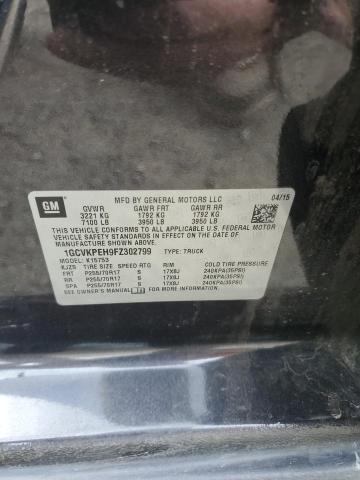 MFD BY GENERAL MOTORS LLC
04/15
GM
GVWR GAWR FRT GAWR RR
3221 KG 1792 KG 1792 KG
7100 LB 3950 LB 3950 LB
THIS VEHICLE CONFORMS TO ALL APPLICABLE U.S. FEDERAL MOTOR
VEHICLE SAFETY STANDARDS IN EFFECT ON THE DATE OF
MANUFACTURE SHOWN ABOVE.
1GCVKPEH9FZ302799 TYPE: TRUCK
MODEL: K15753
RJZS TIRE SIZE SPEED RTG RIM COLD TIRE PRESSURE
FRT P255/70R17 S 17X8J 240KPA(35PSI)
RR P255/70R17 S 17X8J 240KPA(35PSI)
SPA P255/70R17 S 17X8J 240KPA(35PSI)
SEE OWNER'S MANUAL FOR MORE INFORMATION.